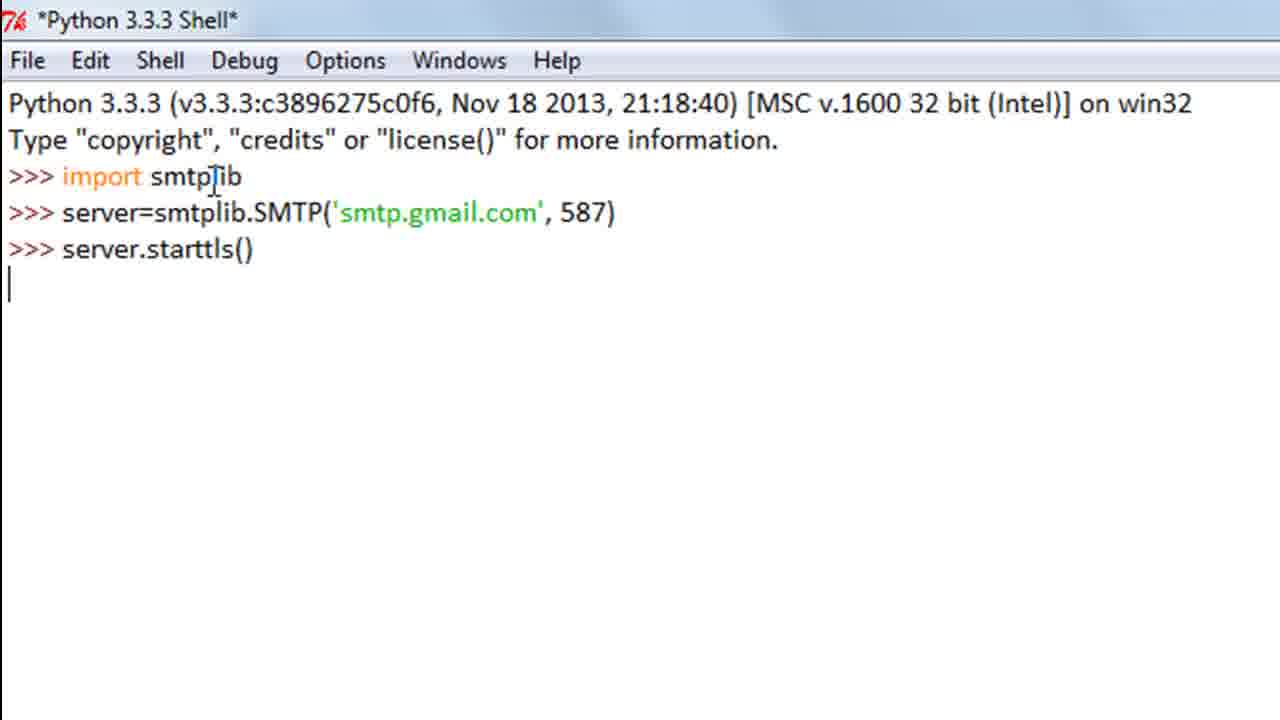 *Python 3.3.3 Shell*
File Edit Shell Debug Options Windows Help
Python 3.3.3 (v3.3.3:c3896275c0f6, Nov 18 2013, 21:18:40) [MSC v.1600 32 bit (Intel)] on win32
Type "copyright", "credits" or "license()" for more information.
>>> import smtplib
>>> server=smtplib.SMTP('smtp.gmail.com', 587)
>>> server.starttls()